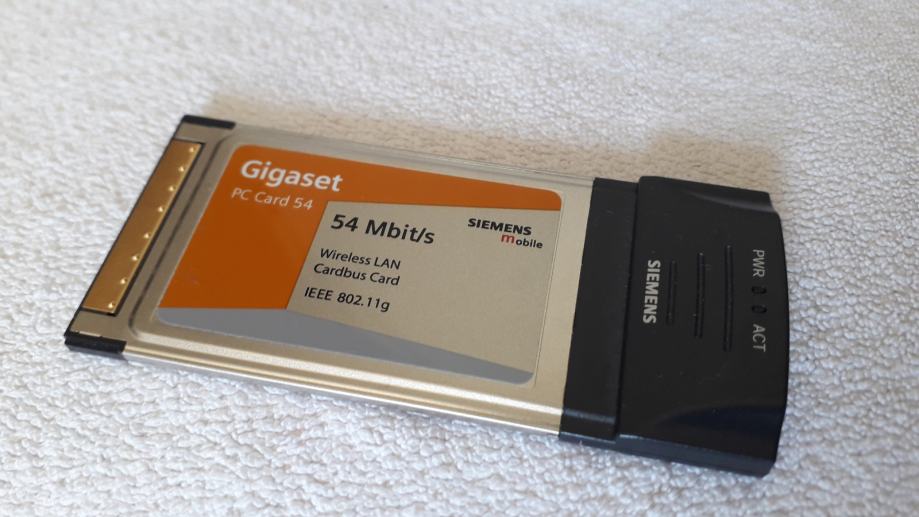 Gigaset
PC Card 54
54 Mbit/s
SIEMENS
mobile
Wireless LAN
Cardbus Card
IEEE 802.11g
SIEMENS
PWR
ACT